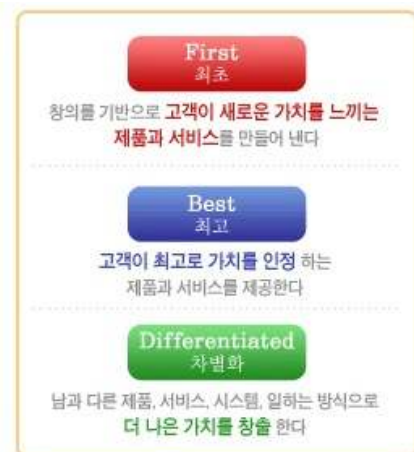 First
최초
창의를 기반으로 고객이 새로운 가치를 느끼는
제품과 서비스를 만들어 낸다
Best
최고
고객이 최고로 가치를 인정 하는
제품과 서비스를 제공한다
Differentiated
차별화
남과 다른 제품, 서비스, 시스템, 일하는 방식으로
더 나은 가치를 창출 한다